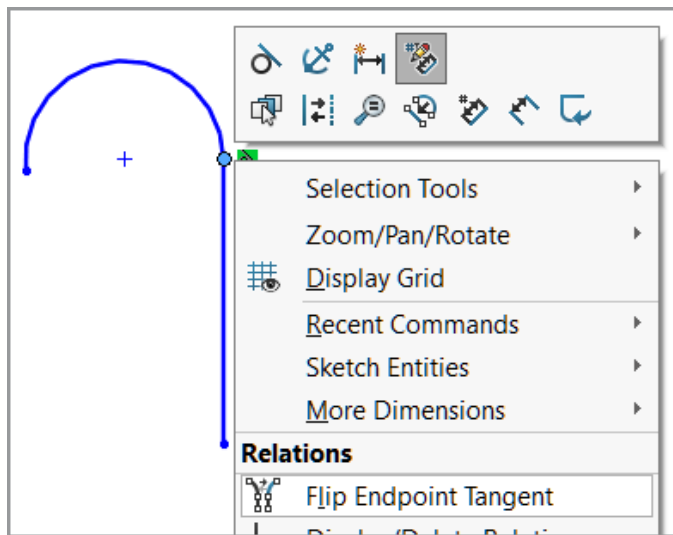 Selection Tools
Zoom/Pan/Rotate
Display Grid
Recent Commands
Sketch Entities
More Dimensions
Relations
Flip Endpoint Tangent